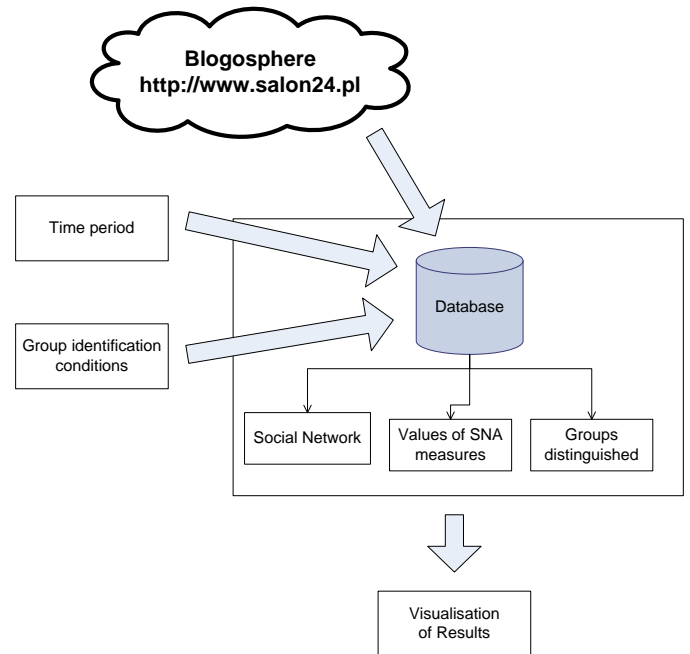 Blogosphere
http://www.salon24.pl
Time period
Group identification
conditions
Database
Social Network
Values of SNA
measures
Groups
distinguished
Visualisation
of Results